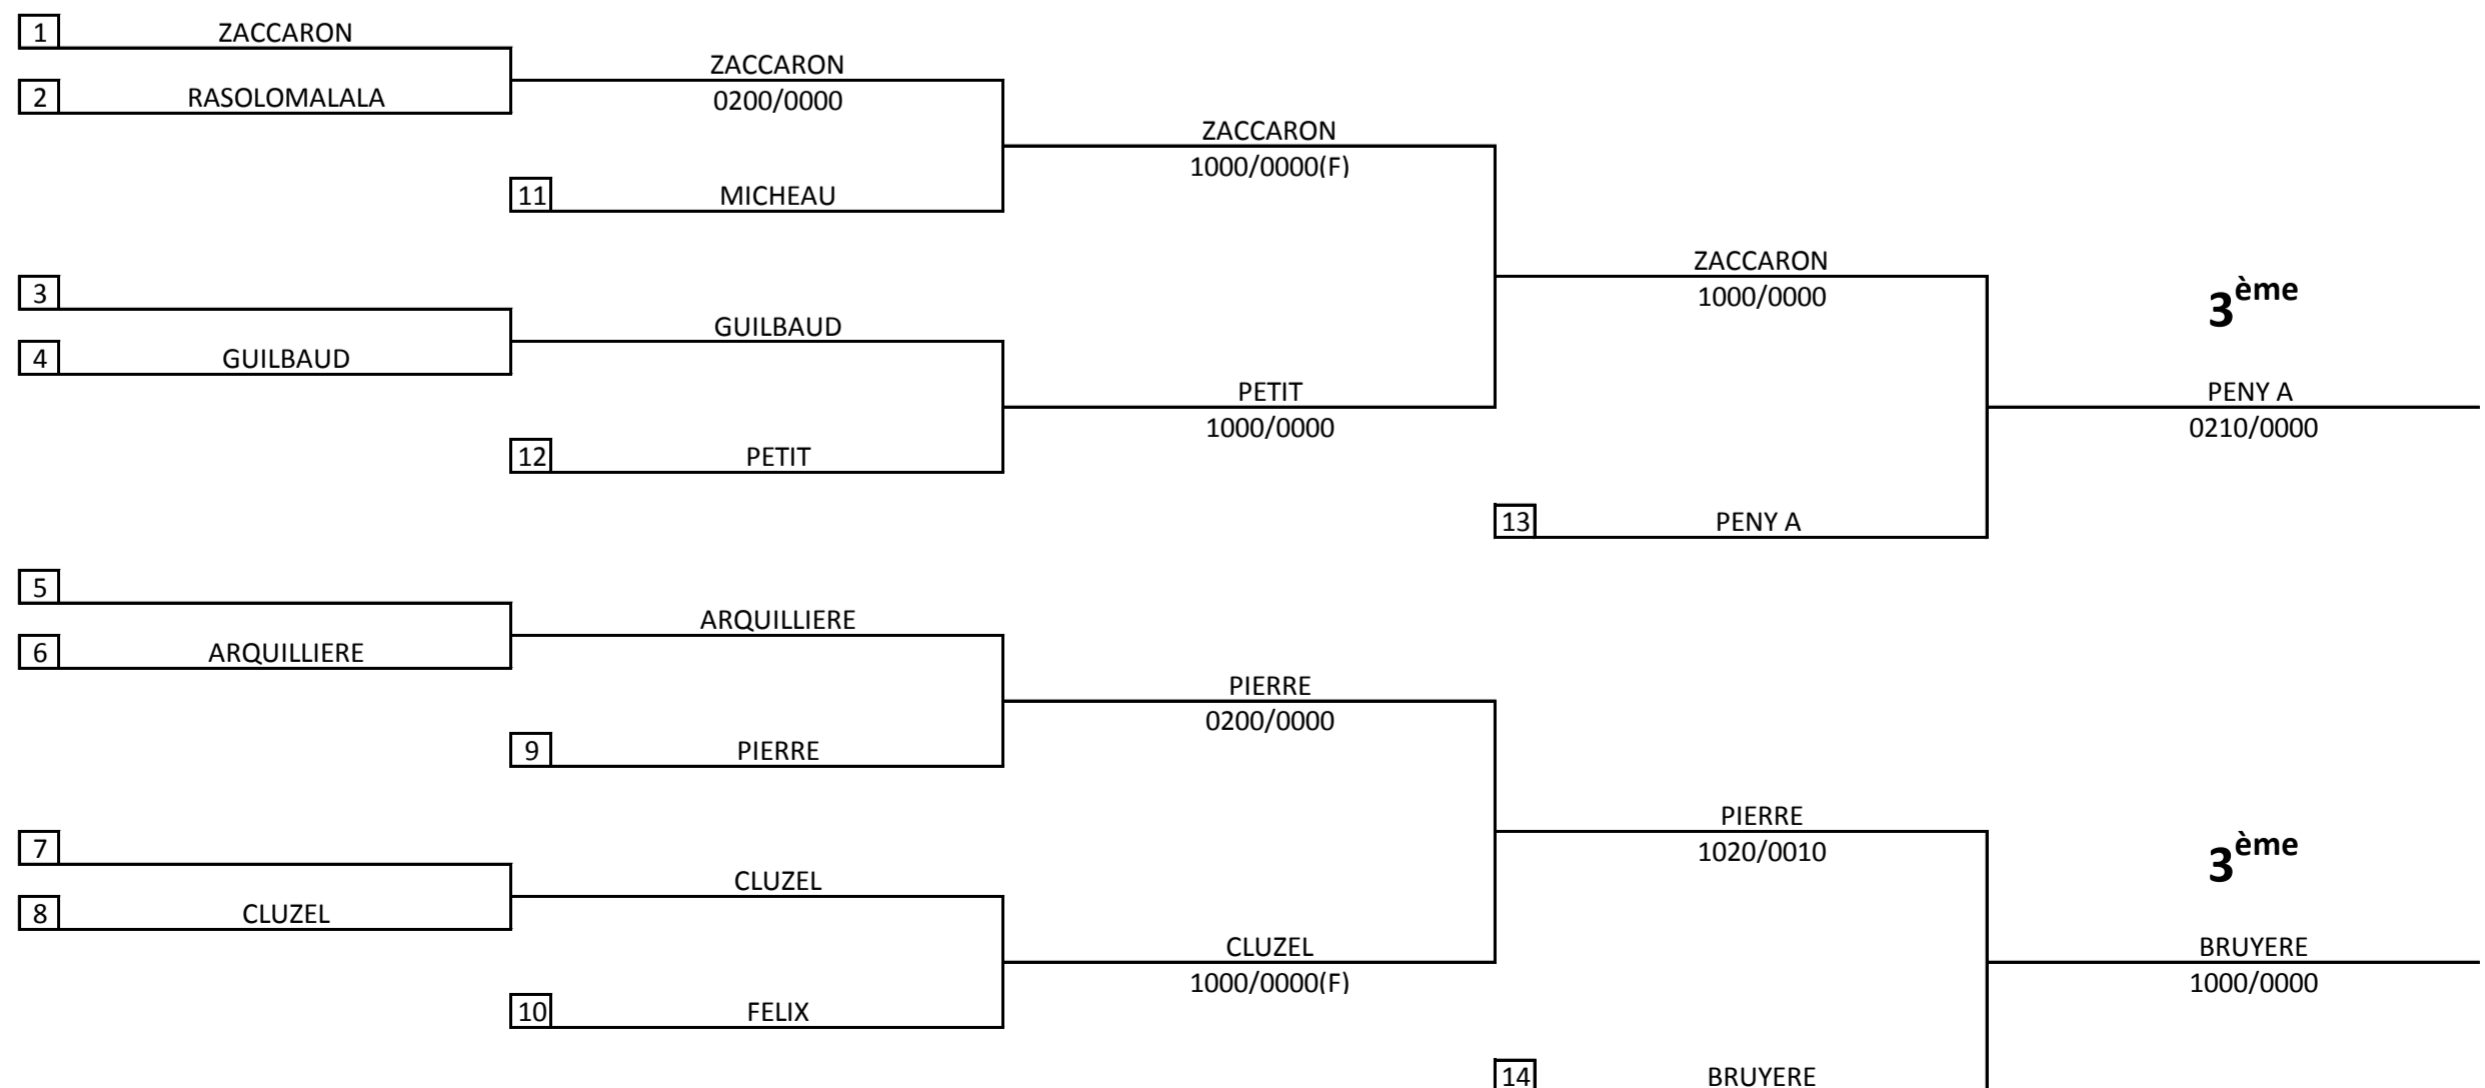 1 ZACCARON
ZACCARON
2 RASOLOMALALA
0200/0000
ZACCARON
1000/0000(F)
11 MICHEAU
ZACCARON
3
1000/0000
3ème
GUILBAUD
4 GUILBAUD
PETIT
PENY A
1000/0000
0210/0000
12 PETIT
13 PENY A
5
ARQUILLIERE
6 ARQUILLIERE
PIERRE
0200/0000
9 PIERRE
PIERRE
7
1020/0010
3ème
CLUZEL
8 CLUZEL
CLUZEL
BRUYERE
1000/0000(F)
1000/0000
10 FELIX
14 BRUYERE